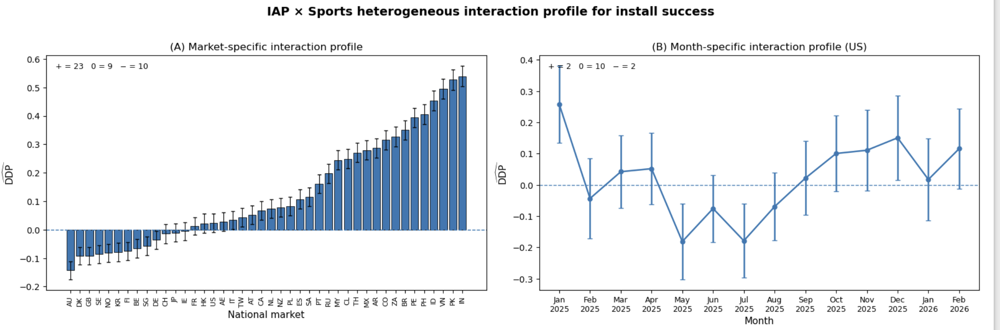 IAP × Sports heterogeneous interaction profile for install success
(A) Market-specific interaction profile
+ = 23 0 = 9 − = 10
0.6
0.5
0.4
0.3
0.2
0.1
0.0
−0.1
−0.2
DDP
AU DK GB SE NO KR FI BE SG DE CH JP IE FR HK US AE IT TW AT CA NL NZ PL ES SA PT RU MY CL TH MX AR CO ZA BR PE PH ID VN PK IN
National market
(B) Month-specific interaction profile (US)
+ = 2 0 = 10 − = 2
0.4
0.3
0.2
0.1
0.0
−0.1
−0.2
−0.3
DDP
Jan Feb Mar Apr May Jun Jul Aug Sep Oct Nov Dec Jan Feb
2025 2025 2025 2025 2025 2025 2025 2025 2025 2025 2025 2025 2026 2026
Month